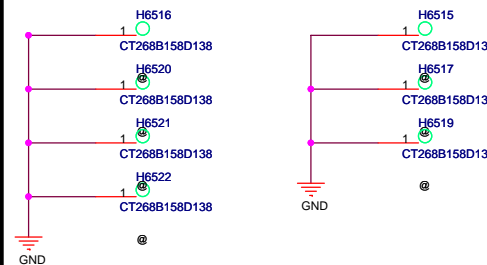 H6516
1
CT268B158D138
H6520
@
1
CT268B158D138
H6521
@
1
CT268B158D138
H6522
@
1
CT268B158D138
@
GND
H6515
1
CT268B158D13
H6517
@
1
CT268B158D13
H6519
@
1
CT268B158D13
@
GND